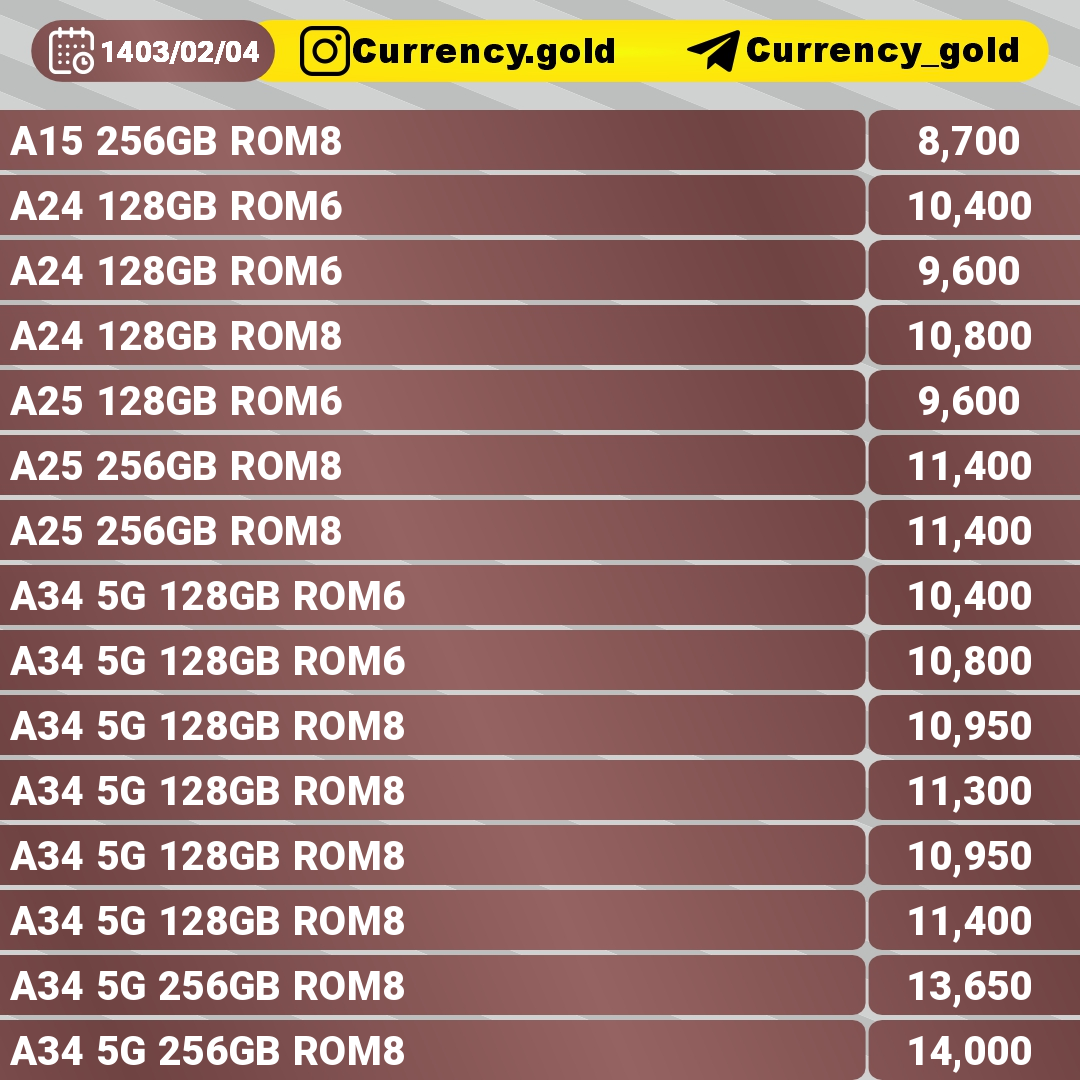 1403/02/04 Currency.gold Currency_gold
A15 256GB ROM8 8,700
A24 128GB ROM6 10,400
A24 128GB ROM6 9,600
A24 128GB ROM8 10,800
A25 128GB ROM6 9,600
A25 256GB ROM8 11,400
A25 256GB ROM8 11,400
A34 5G 128GB ROM6 10,400
A34 5G 128GB ROM6 10,800
A34 5G 128GB ROM8 10,950
A34 5G 128GB ROM8 11,300
A34 5G 128GB ROM8 10,950
A34 5G 128GB ROM8 11,400
A34 5G 256GB ROM8 13,650
A34 5G 256GB ROM8 14,000